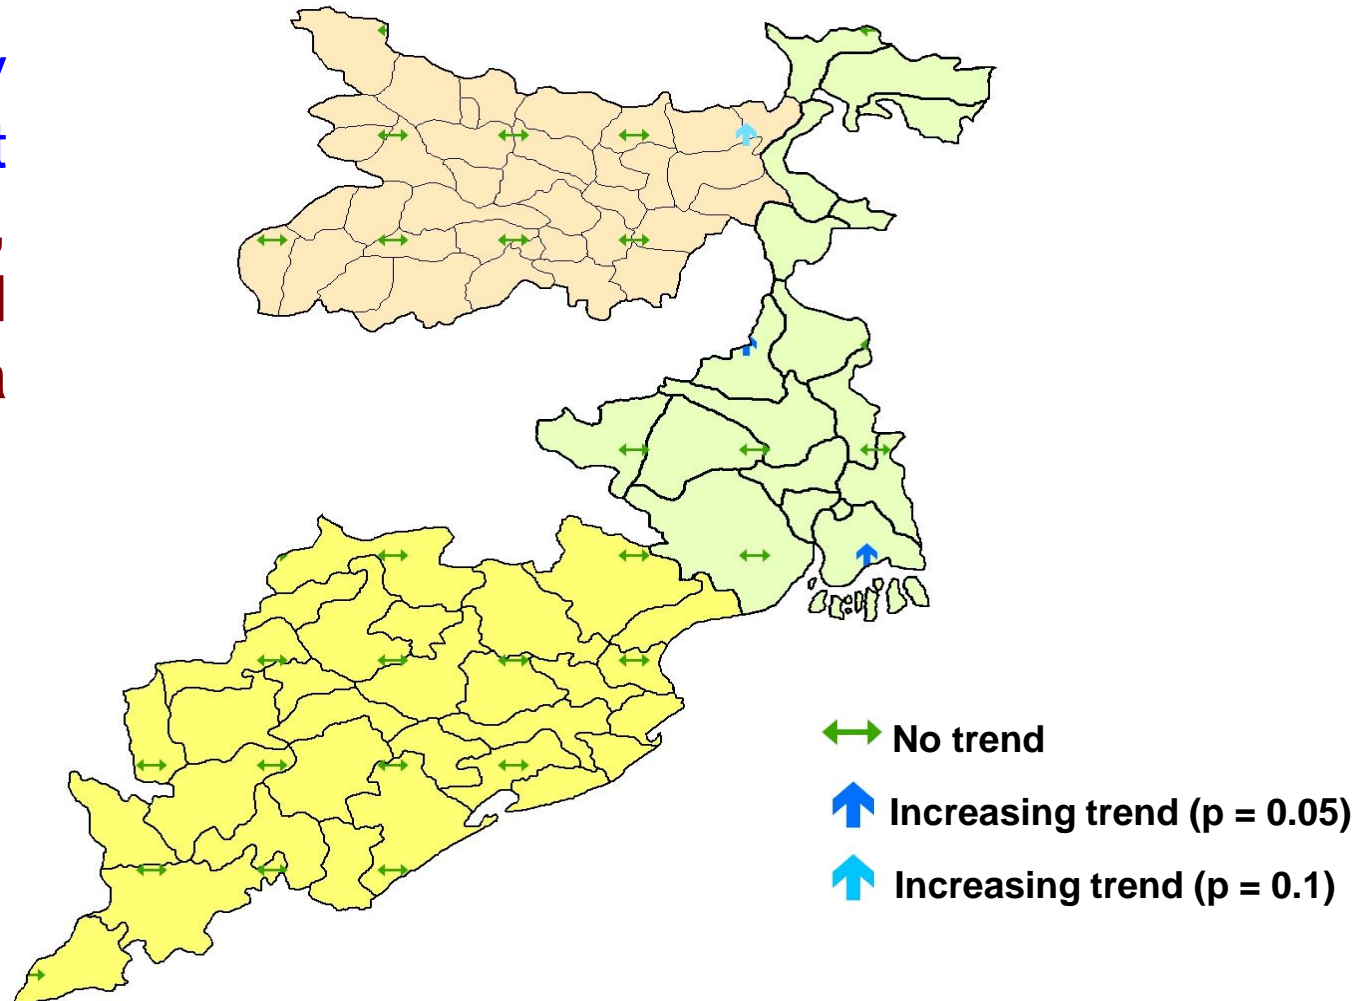 No trend
Increasing trend (p = 0.05)
Increasing trend (p = 0.1)